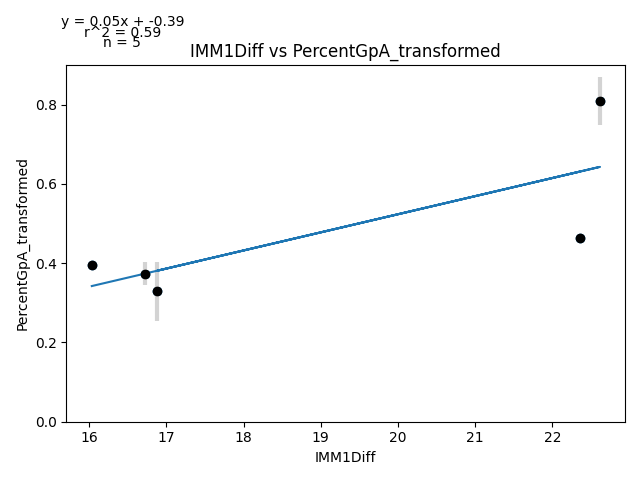 y = 0.05x + -0.39
r^2 = 0.59
n = 5
IMM1Diff vs PercentGpA_transformed
PercentGpA_transformed
0.8
0.6
0.4
0.2
0.0
16 17 18 19 20 21 22
IMM1Diff